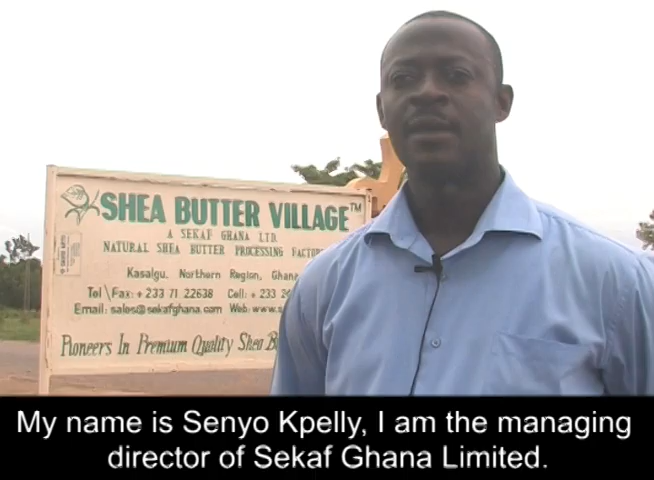 SHEA BUTTER VILLAGE™
A SEKAF GHANA LTD.
NATURAL SHEA BUTTER PROCESSING
Kasalgu, Northern Region, Ghana
Tel\Fax: +233 71 22638 Cell: + 233
Email: sales@sekafghana.com Web: www.s
Pioneers In Premium Quality Shea
My name is Senyo Kpelly, I am the managing
director of Sekaf Ghana Limited.